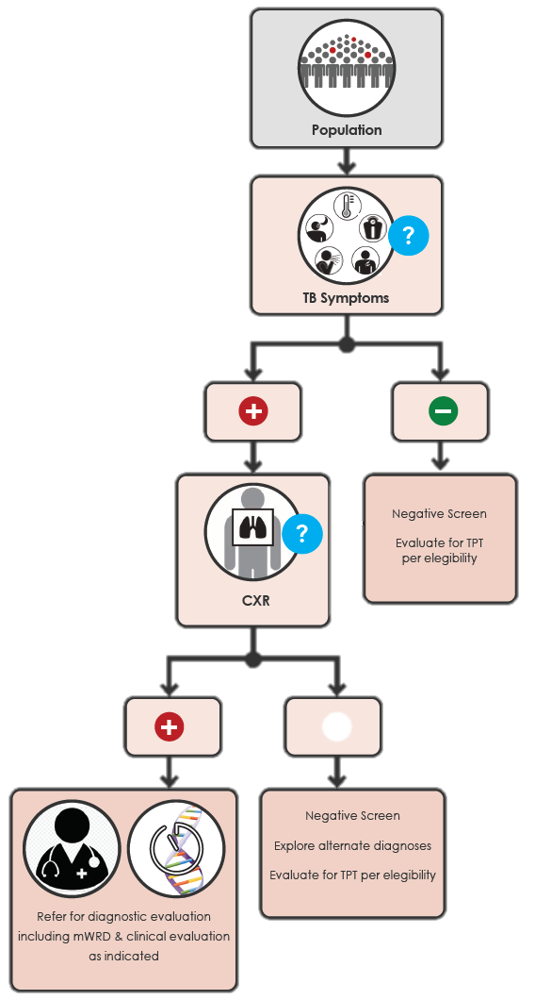 Population
?
TB Symptoms
Negative Screen
Evaluate for TPT
per elegibility
?
CXR
Negative Screen
Explore alternate diagnoses
Evaluate for TPT per elegibility
Refer for diagnostic evaluation
including mWRD & clinical evaluation
as indicated